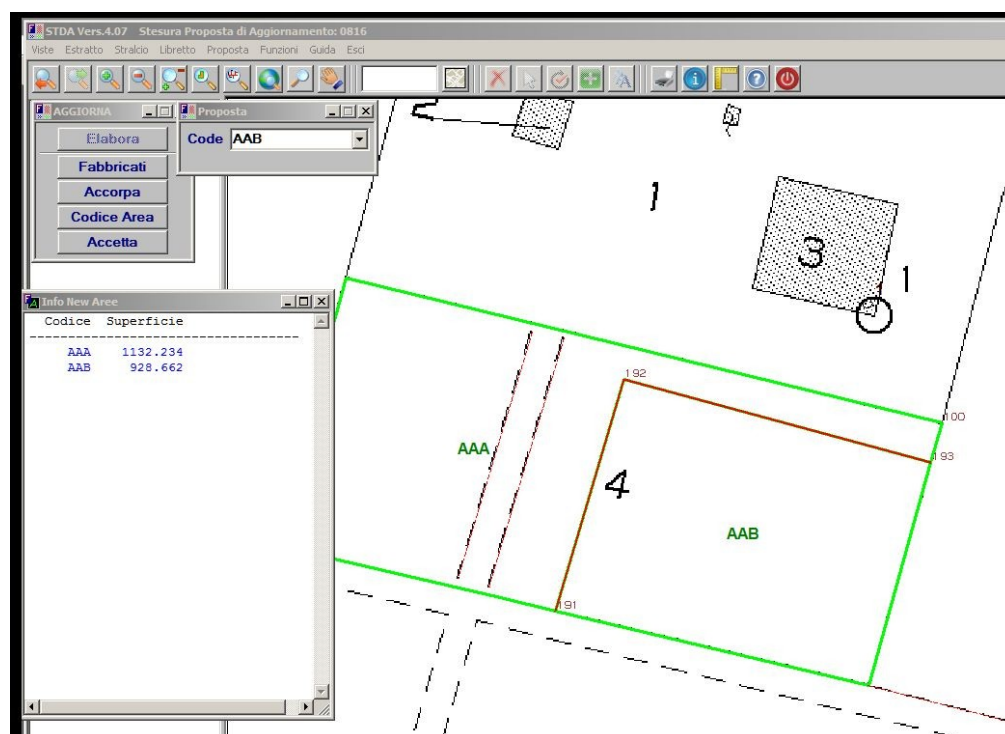 STDA Vers.4.07 Stesura Proposta di Aggiornamento: 0816
Viste Estratto Stralcio Libretto Proposta Funzioni Guida Esci
AGGIORNA
Elabora
Fabbricati
Accorpa
Codice Area
Accetta
Proposta
Code AAB
Info New Aree
Codice Superficie
AAA 1132.234
AAB 928.662
2
1
3
1
192
100
193
AAA
4
AAB
191